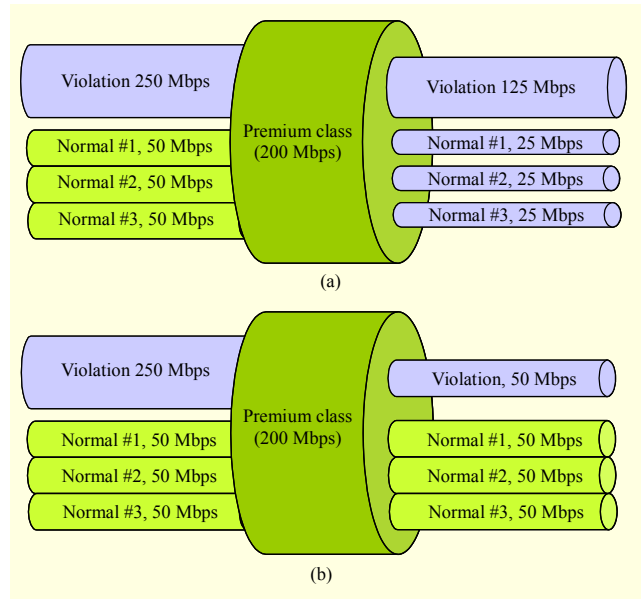 Violation 250 Mbps
Normal #1, 50 Mbps
Normal #2, 50 Mbps
Normal #3, 50 Mbps
Premium class
(200 Mbps)
Violation 125 Mbps
Normal #1, 25 Mbps
Normal #2, 25 Mbps
Normal #3, 25 Mbps
(a)
Violation 250 Mbps
Normal #1, 50 Mbps
Normal #2, 50 Mbps
Normal #3, 50 Mbps
Premium class
(200 Mbps)
Violation, 50 Mbps
Normal #1, 50 Mbps
Normal #2, 50 Mbps
Normal #3, 50 Mbps
(b)